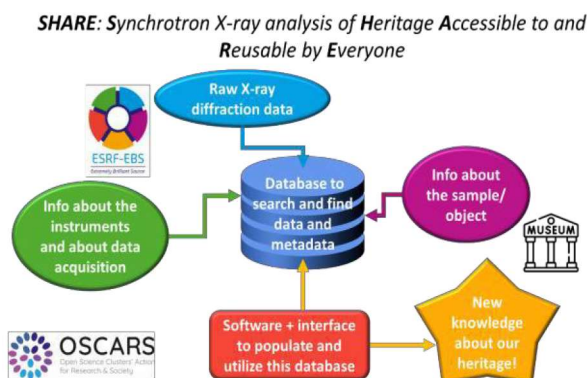 SHARE: Synchrotron X-ray analysis of Heritage Accessible to and
Reusable by Everyone
Raw X-ray
diffraction data
ESRF-EBS
Extremely Brilliant Source
Info about the
instruments
and about data
acquisition
Database to
search and find
data and
metadata
Info about
the sample/
object
MUSEUM
Software + interface
to populate and
utilize this database
New
knowledge
about our
heritage!
OSCARS
Open Science Clusters' Action
for Research & Society